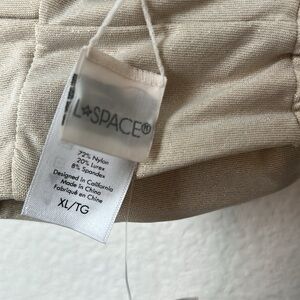 L★SPACE®
72% Nylon
20% Lurex
8% Spandex
Designed in California
Made in China
Fabriqué en Chine
XL/TG